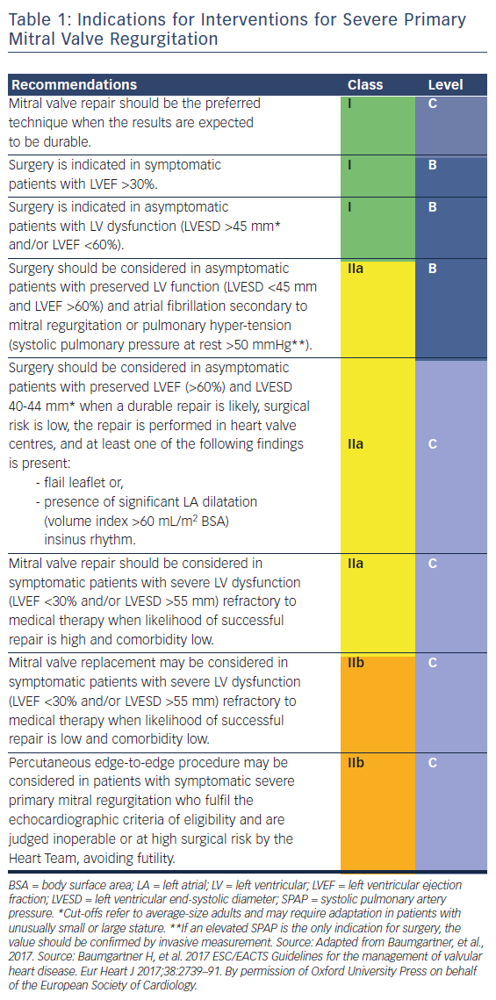 Table 1: Indications for Interventions for Severe Primary
Mitral Valve Regurgitation
Recommendations Class Level
Mitral valve repair should be the preferred
technique when the results are expected
to be durable.
I C
Surgery is indicated in symptomatic
patients with LVEF >30%.
I B
Surgery is indicated in asymptomatic
patients with LV dysfunction (LVESD >45 mm*
and/or LVEF <60%).
I B
Surgery should be considered in asymptomatic
patients with preserved LV function (LVESD <45 mm
and LVEF >60%) and atrial fibrillation secondary to
mitral regurgitation or pulmonary hyper-tension
(systolic pulmonary pressure at rest >50 mmHg**).
IIa B
Surgery should be considered in asymptomatic
patients with preserved LVEF (>60%) and LVESD
40-44 mm* when a durable repair is likely, surgical
risk is low, the repair is performed in heart valve
centres, and at least one of the following findings
is present:
- flail leaflet or,
- presence of significant LA dilatation
(volume index >60 mL/m² BSA)
insinus rhythm.
IIa C
Mitral valve repair should be considered in
symptomatic patients with severe LV dysfunction
(LVEF <30% and/or LVESD >55 mm) refractory to
medical therapy when likelihood of successful
repair is high and comorbidity low.
IIa C
Mitral valve replacement may be considered in
symptomatic patients with severe LV dysfunction
(LVEF <30% and/or LVESD >55 mm) refractory to
medical therapy when likelihood of successful
repair is low and comorbidity low.
IIb C
Percutaneous edge-to-edge procedure may be
considered in patients with symptomatic severe
primary mitral regurgitation who fulfil the
echocardiographic criteria of eligibility and are
judged inoperable or at high surgical risk by the
Heart Team, avoiding futility.
IIb C
BSA = body surface area; LA = left atrial; LV = left ventricular; LVEF = left ventricular ejection
fraction; LVESD = left ventricular end-systolic diameter; SPAP = systolic pulmonary artery
pressure. *Cut-offs refer to average-size adults and may require adaptation in patients with
unusually small or large stature. **If an elevated SPAP is the only indication for surgery, the
value should be confirmed by invasive measurement. Source: Adapted from Baumgartner, et al.,
2017. Source: Baumgartner H, et al. 2017 ESC/EACTS Guidelines for the management of valvular
heart disease. Eur Heart J 2017;38:2739–91. By permission of Oxford University Press on behalf
of the European Society of Cardiology.